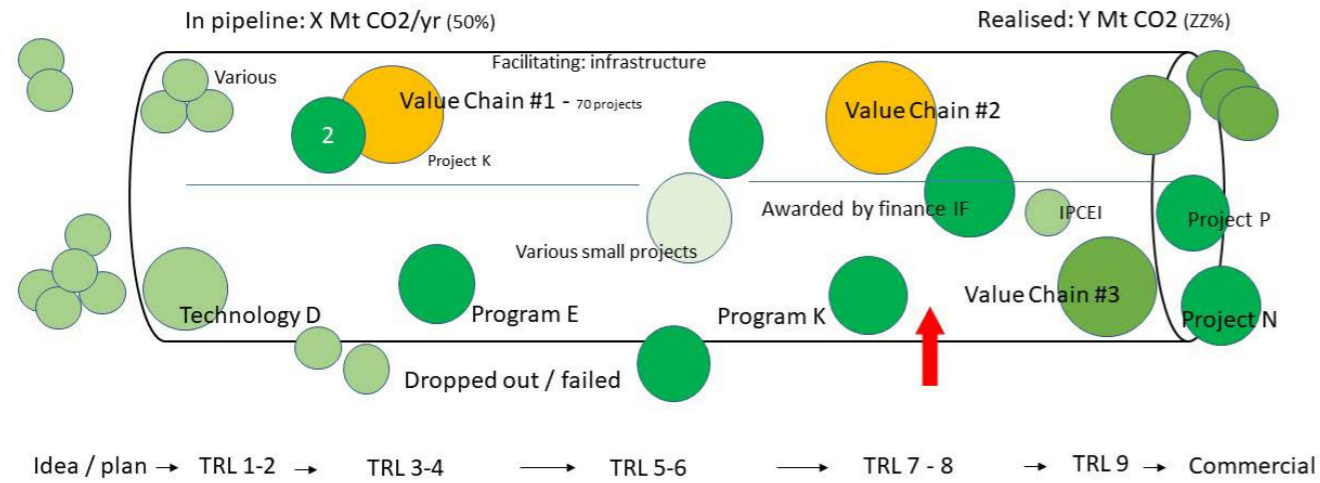 In pipeline: X Mt CO2/yr (50%)
Realised: Y Mt CO2 (ZZ%)
Various
Facilitating: infrastructure
Value Chain #1 - 70 projects
2
Project K
Value Chain #2
Awarded by finance IF
IPCEI
Project P
Various small projects
Technology D
Program E
Program K
Value Chain #3
Project N
Dropped out / failed
Idea / plan → TRL 1-2 → TRL 3-4 → TRL 5-6 → TRL 7 - 8 → TRL 9 → Commercial